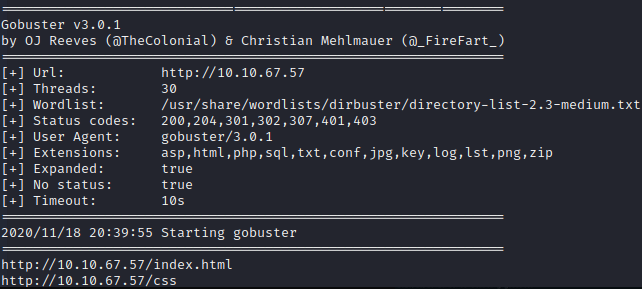 ===============================================================
Gobuster v3.0.1
by OJ Reeves (@TheColonial) & Christian Mehlmauer (@_FireFart_)
===============================================================
[+] Url:            http://10.10.67.57
[+] Threads:        30
[+] Wordlist:       /usr/share/wordlists/dirbuster/directory-list-2.3-medium.txt
[+] Status codes:   200,204,301,302,307,401,403
[+] User Agent:     gobuster/3.0.1
[+] Extensions:     asp,html,php,sql,txt,conf,jpg,key,log,lst,png,zip
[+] Expanded:       true
[+] No status:      true
[+] Timeout:        10s
===============================================================
2020/11/18 20:39:55 Starting gobuster
===============================================================
http://10.10.67.57/index.html
http://10.10.67.57/css